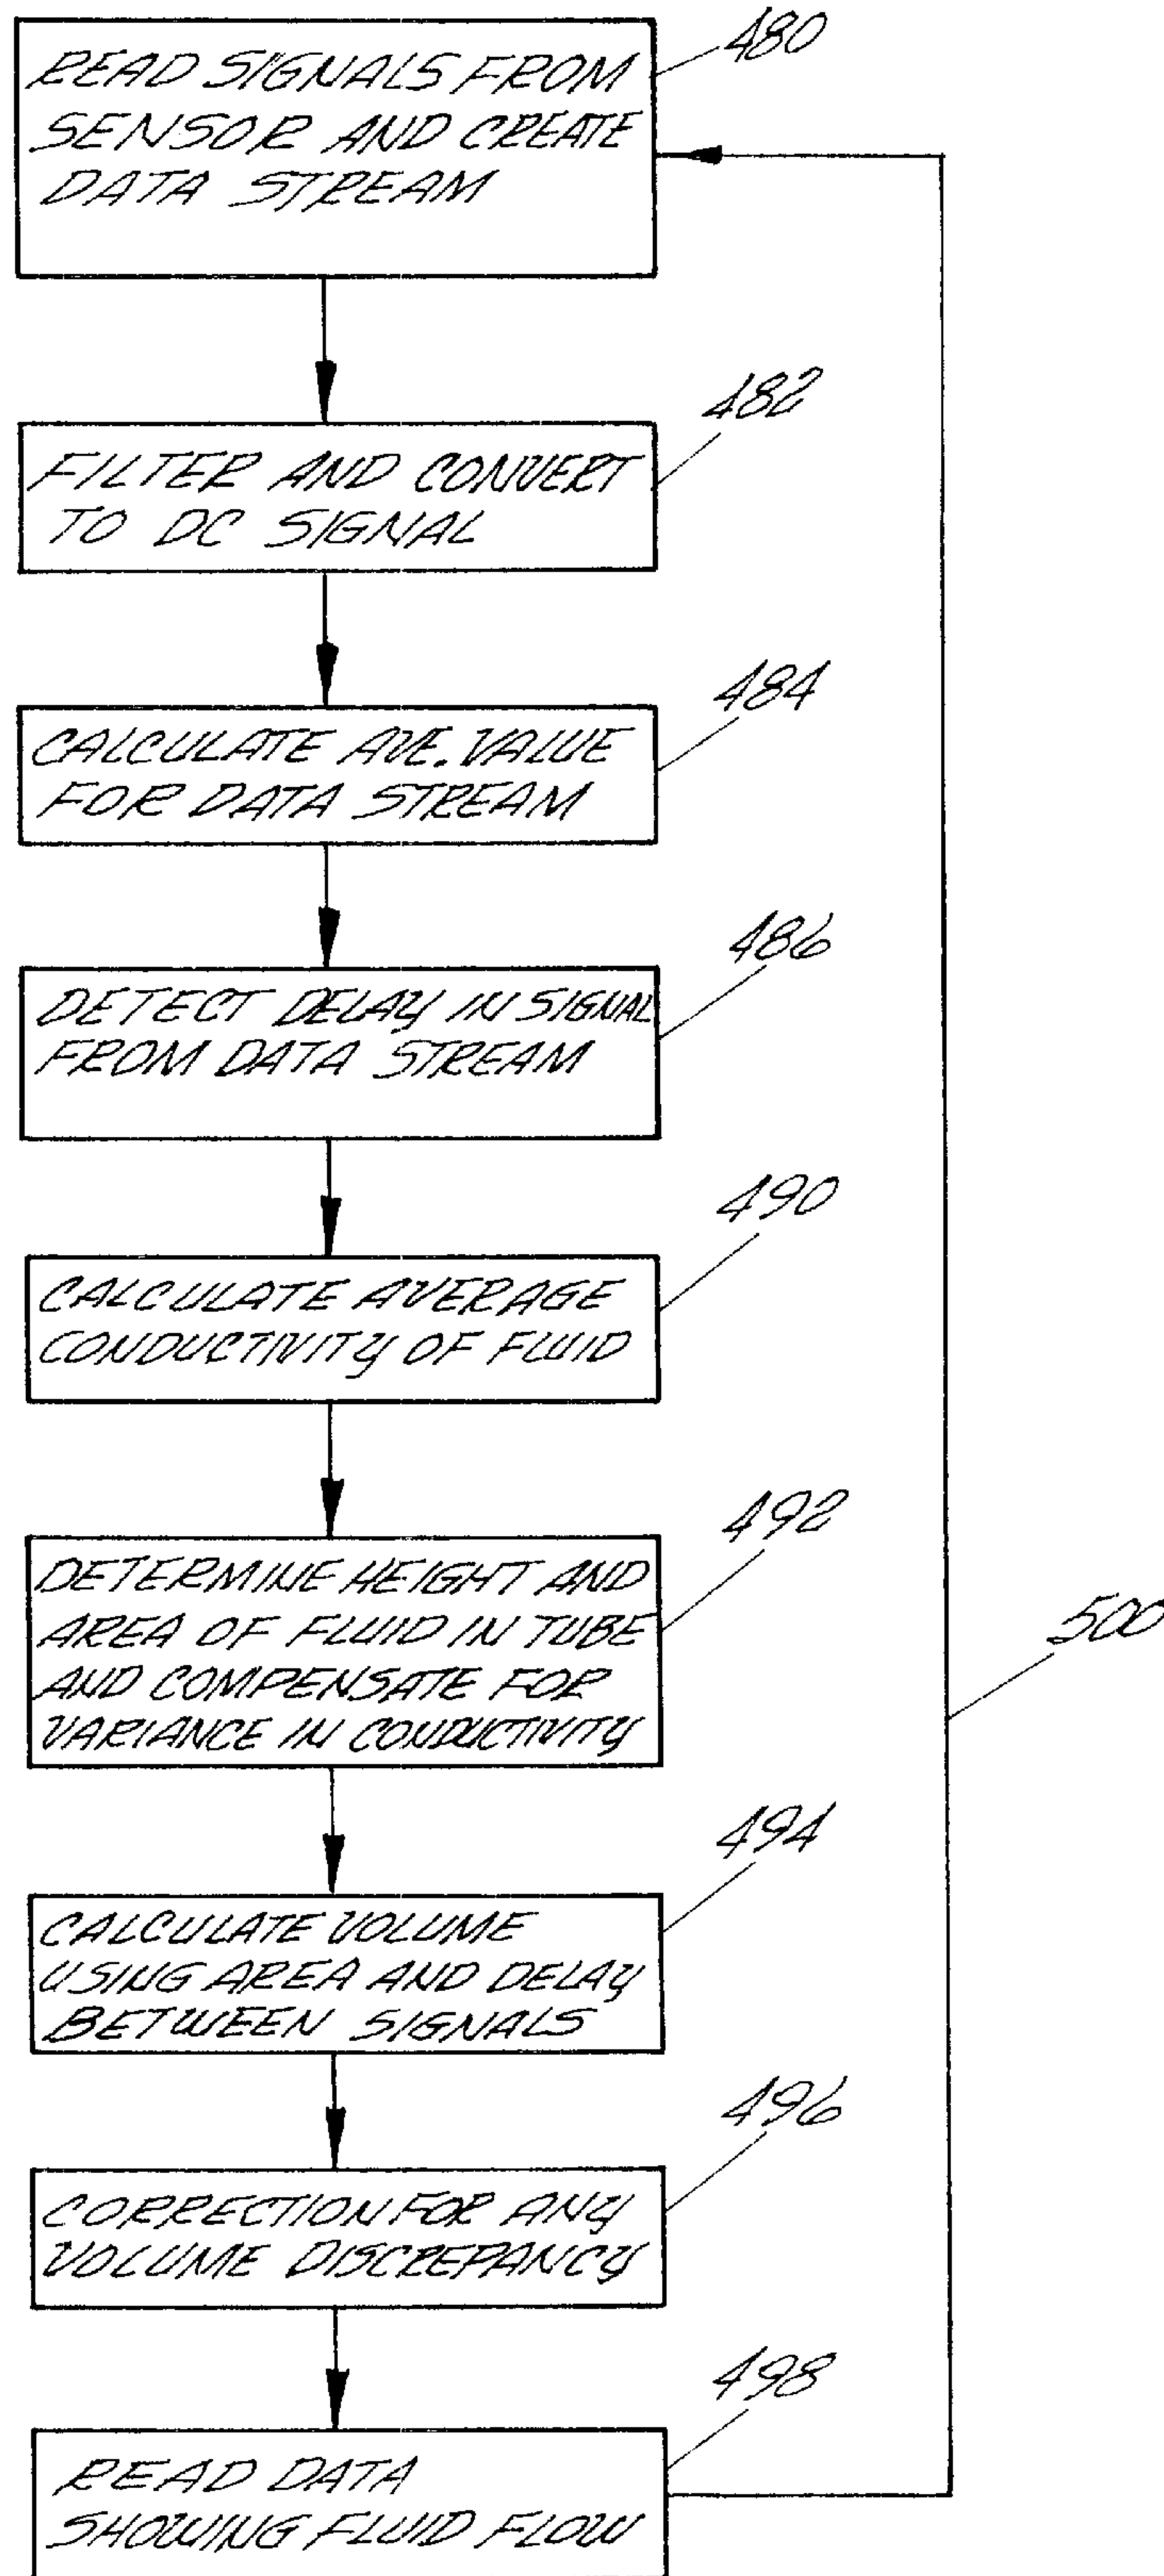 480
READ SIGNALS FROM
SENSOR AND CREATE
DATA STREAM
482
FILTER AND CONVERT
TO DC SIGNAL
484
CALCULATE AVE. VALUE
FOR DATA STREAM
486
DETECT DELAY IN SIGNAL
FROM DATA STREAM
490
CALCULATE AVERAGE
CONDUCTIVITY OF FLUID
492
DETERMINE HEIGHT AND
AREA OF FLUID IN TUBE
AND COMPENSATE FOR
VARIANCE IN CONDUCTIVITY
500
494
CALCULATE VOLUME
USING AREA AND DELAY
BETWEEN SIGNALS
496
CORRECTION FOR ANY
VOLUME DISCREPANCY
498
READ DATA
SHOWING FLUID FLOW